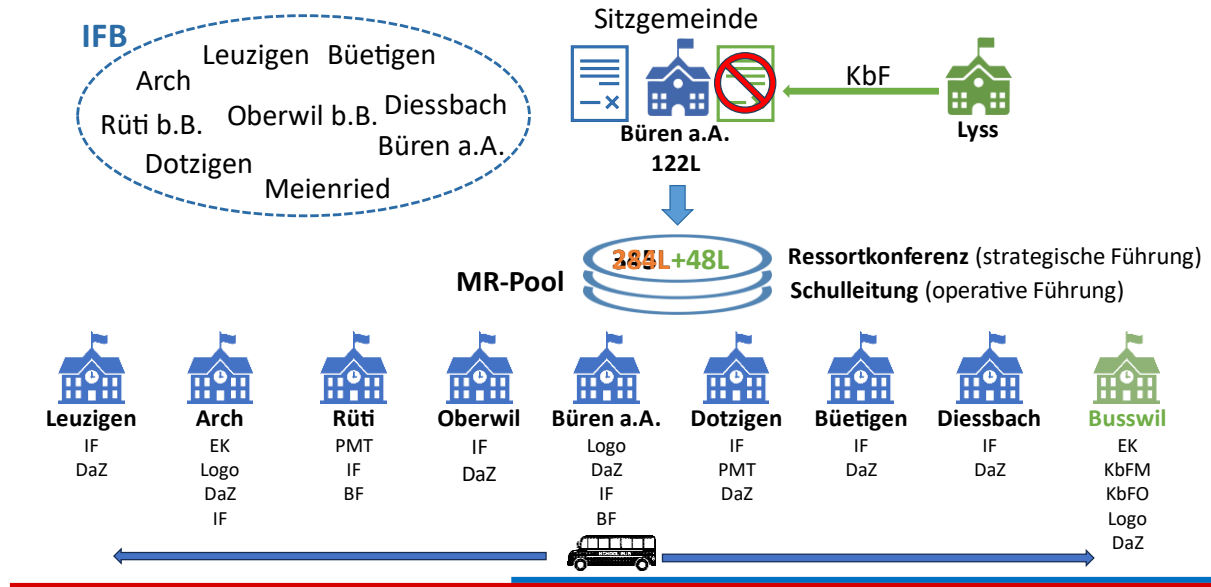 IFB
Leuzigen
Büetigen
Arch
Rüti b.B.
Oberwil b.B.
Diessbach
Büren a.A.
Dotzigen
Meienried
Sitzgemeinde
KbF
Büren a.A.
122L
Lyss
+48L
MR-Pool
Ressortkonferenz (strategische Führung)
Schulleitung (operative Führung)
Leuzigen
IF
DaZ
Arch
EK
Logo
DaZ
IF
Rüti
PMT
IF
BF
Oberwil
IF
DaZ
Büren a.A.
Logo
DaZ
IF
BF
Dotzigen
IF
PMT
DaZ
Büetigen
IF
DaZ
Diessbach
IF
DaZ
Busswil
EK
KbFM
KbFO
Logo
DaZ
SCHOOL BUS